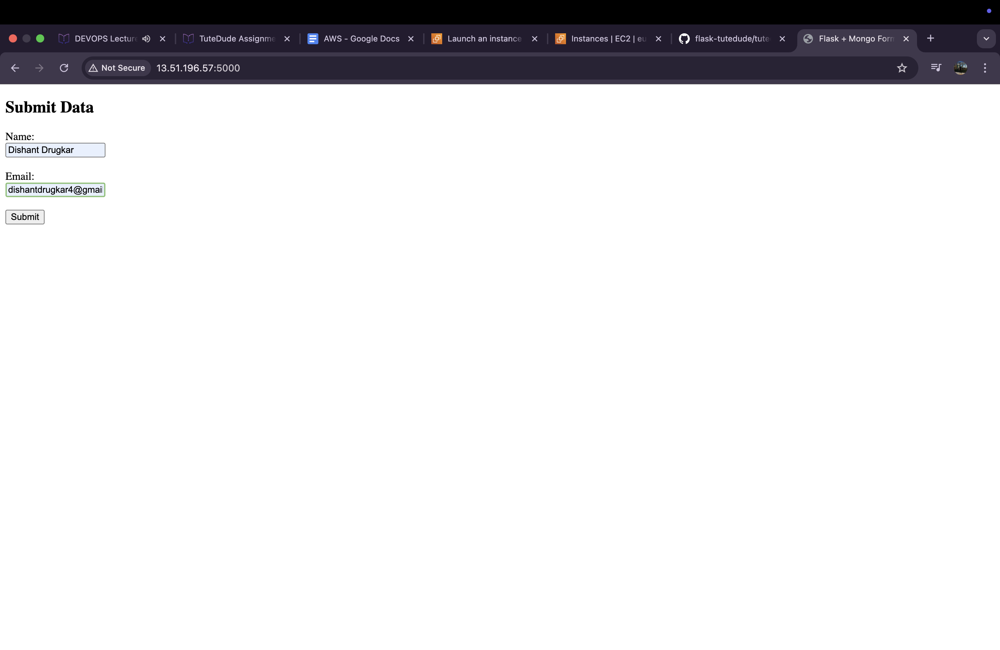 DEVOPS Lecture
TuteDude Assignme
AWS - Google Docs
Launch an instance
Instances | EC2 | eu
flask-tutedude/tute
Flask + Mongo Form
Not Secure
13.51.196.57:5000
Submit Data
Name:
Dishant Drugkar
Email:
dishantdrugkar4@gmai
Submit